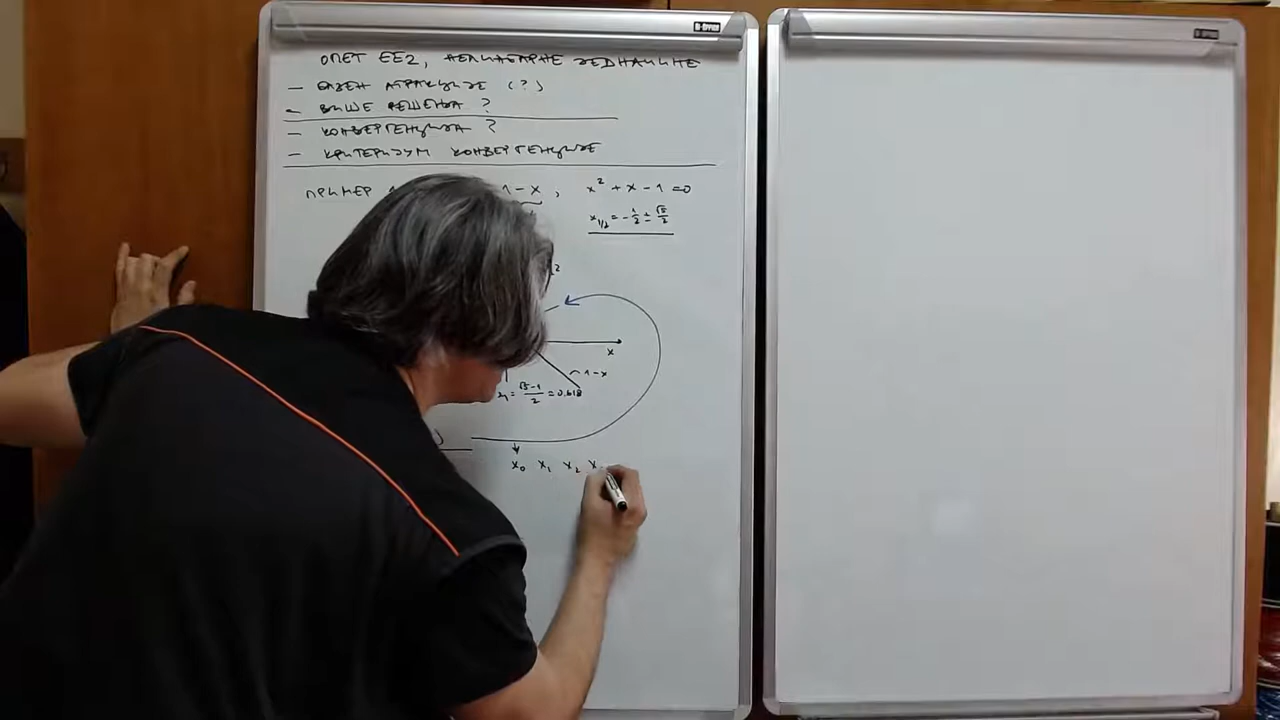 ОПЕТ ЕЕ2, НЕЛИНЕАРНЕ ЈЕДНАЧИНЕ
— БАЗЕН АТРАКЦИЈЕ (?)
— ВИШЕ РЕШЕЊА ?
— КОНВЕРГЕНЦИЈА ?
— КРИТЕРИЈУМ КОНВЕРГЕНЦИЈЕ
ПРИМЕР 1-x, x² + x - 1 = 0
x₁/₂ = -1/2 ± √5/2
x
1-x
x₁ = (√5-1)/2 = 0.618
x₀ x₁ x₂ x